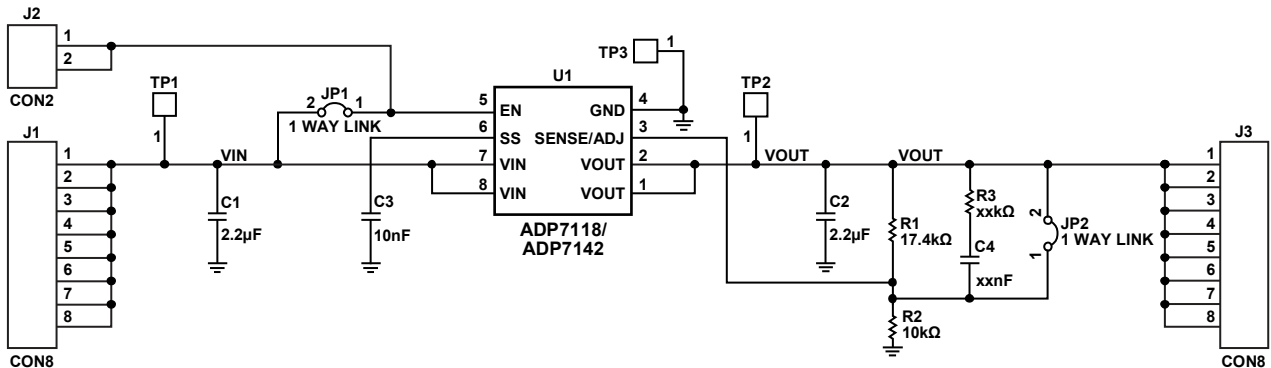 J2
1
2
CON2
TP1
1
JP1
2 1
1 WAY LINK
U1
TP3 1
TP2
1
J1
1
2
3
4
5
6
7
8
CON8
VIN
C1
2.2µF
C3
10nF
5 EN
6 SS
7 VIN
8 VIN
GND 4
SENSE/ADJ 3
VOUT 2
VOUT 1
ADP7118/
ADP7142
VOUT
VOUT
C2
2.2µF
R1
17.4kΩ
R3
xxkΩ
C4
xxnF
2
JP2
1 WAY LINK
1
R2
10kΩ
J3
1
2
3
4
5
6
7
8
CON8